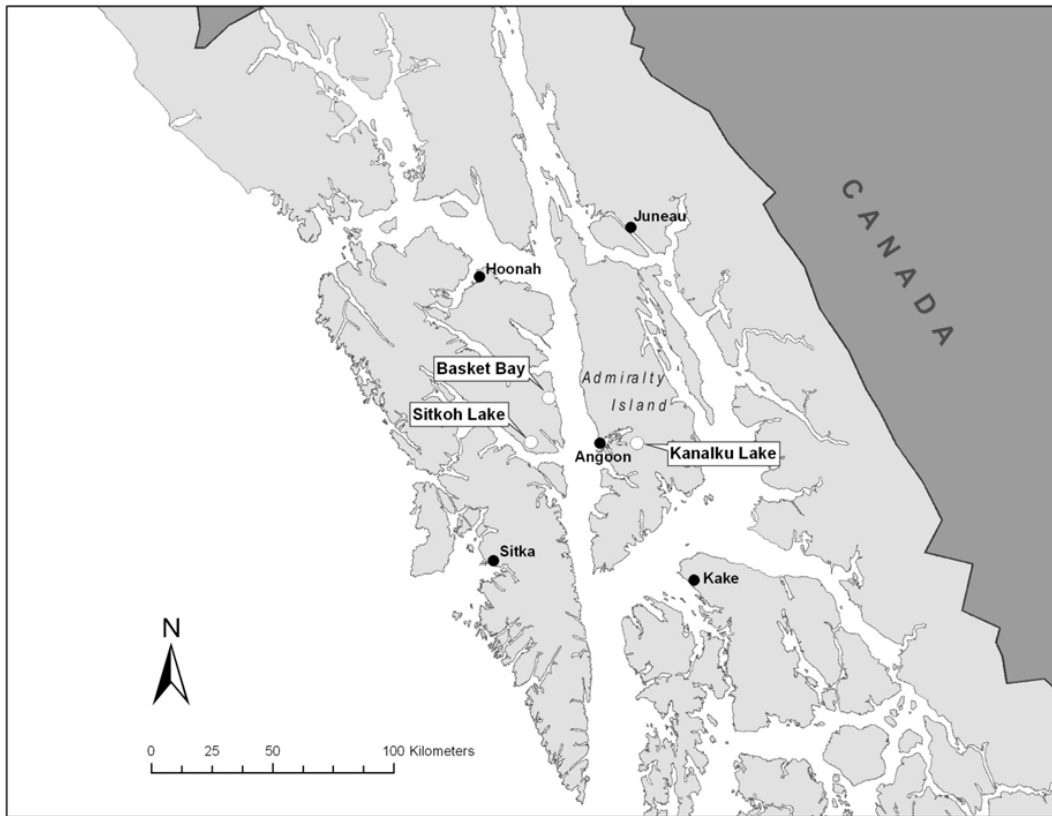 CANADA
Juneau
Hoonah
Basket Bay
Admiralty
Island
Sitkoh Lake
Angoon
Kanalku Lake
Sitka
Kake
N
0 25 50 100 Kilometers